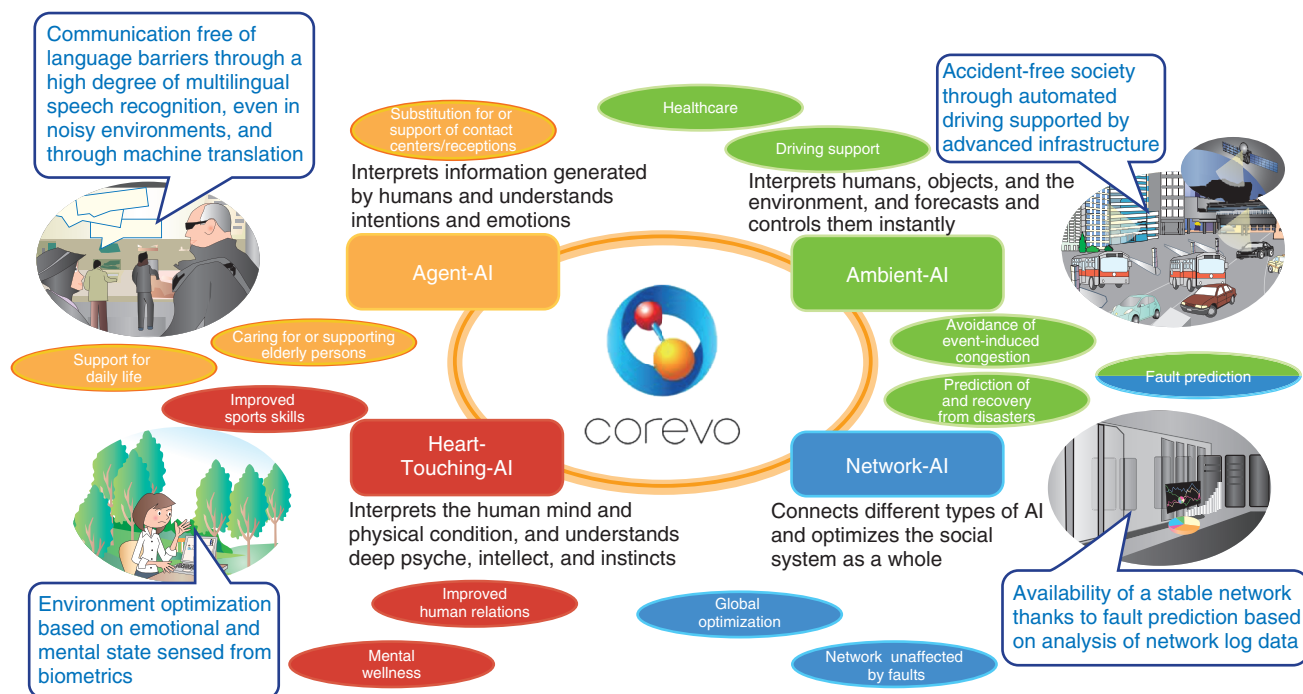 Communication free of
language barriers through a
high degree of multilingual
speech recognition, even in
noisy environments, and
through machine translation
Substitution for or
support of contact
centers/receptions
Healthcare
Driving support
Accident-free society
through automated
driving supported by
advanced infrastructure
Interprets information generated
by humans and understands
intentions and emotions
Interprets humans, objects, and the
environment, and forecasts and
controls them instantly
Agent-AI
Ambient-AI
Caring for or supporting
elderly persons
Support for
daily life
Avoidance of
event-induced
congestion
Fault prediction
Prediction of
and recovery
from disasters
Improved
sports skills
corevo
Heart-
Touching-AI
Network-AI
Interprets the human mind and
physical condition, and understands
deep psyche, intellect, and instincts
Connects different types of AI
and optimizes the social
system as a whole
Environment optimization
based on emotional and
mental state sensed from
biometrics
Improved
human relations
Mental
wellness
Global
optimization
Network unaffected
by faults
Availability of a stable network
thanks to fault prediction based
on analysis of network log data